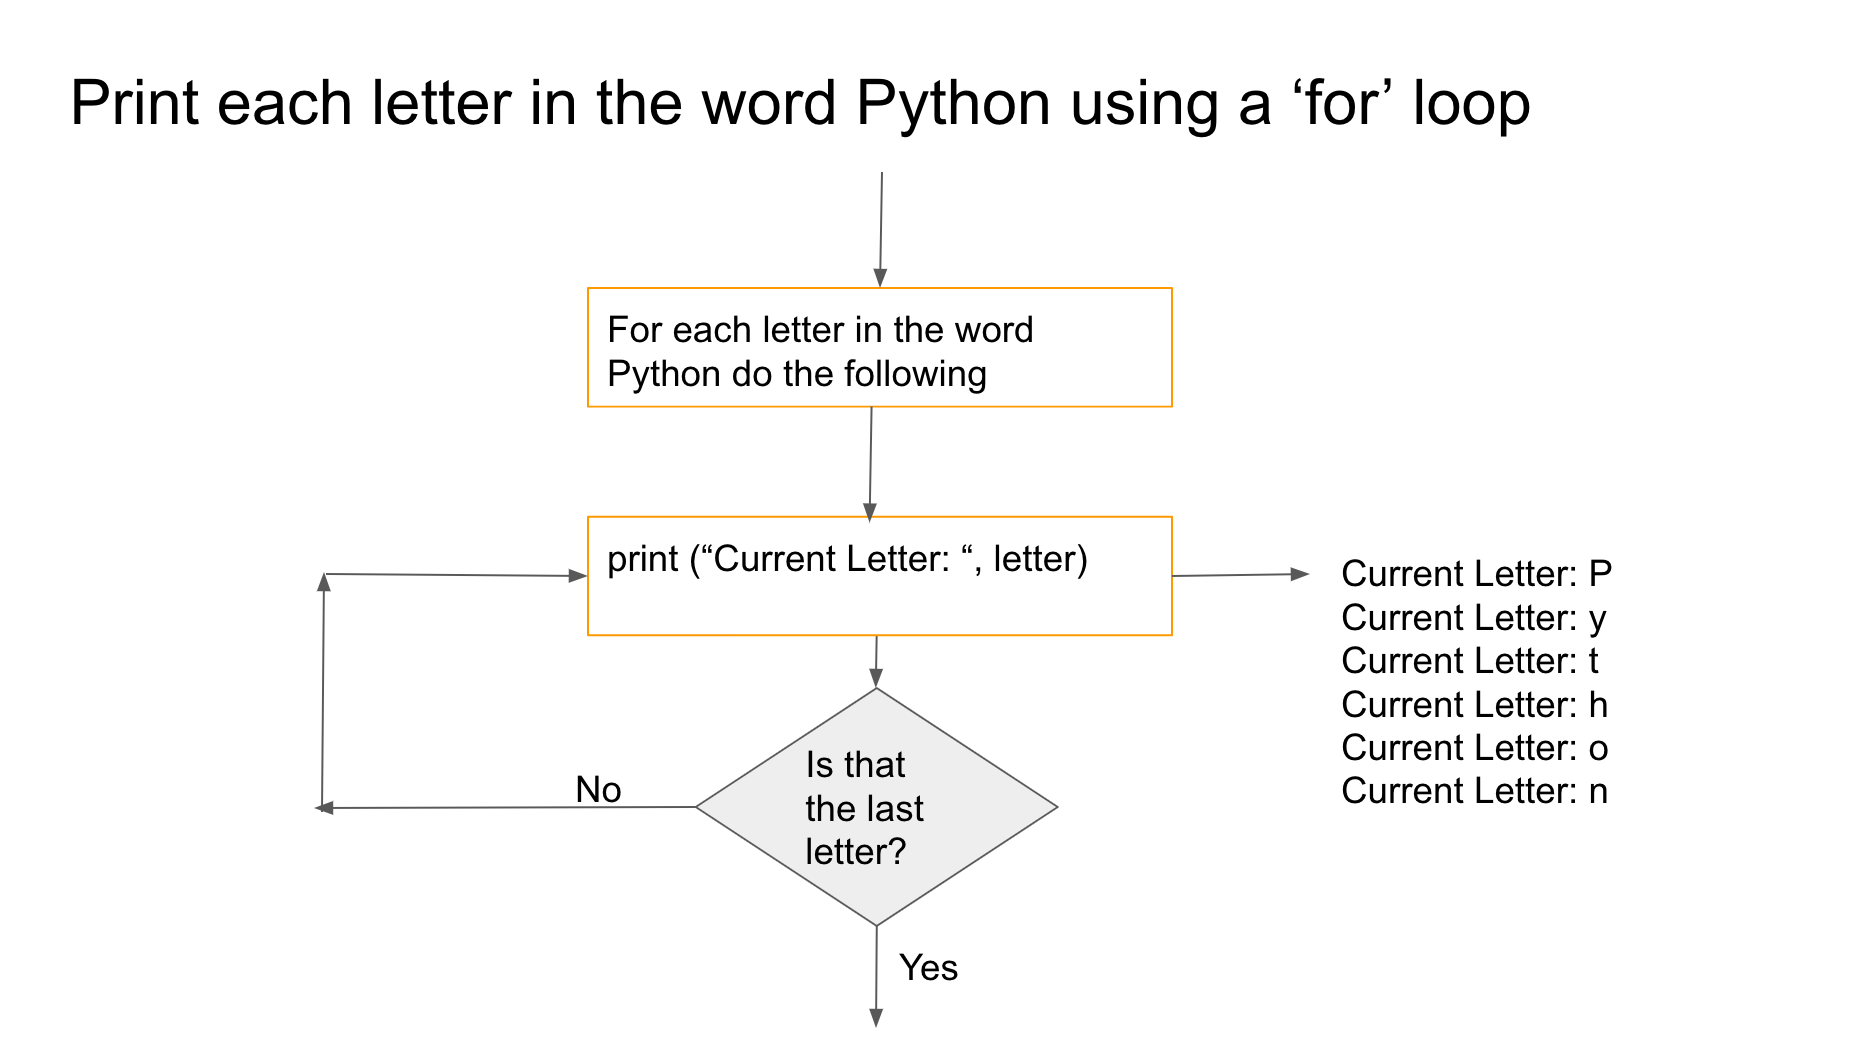 Print each letter in the word Python using a ‘for’ loop
For each letter in the word
Python do the following
print (“Current Letter: “, letter)
Current Letter: P
Current Letter: y
Current Letter: t
Current Letter: h
Current Letter: o
Current Letter: n
Is that
the last
letter?
No
Yes